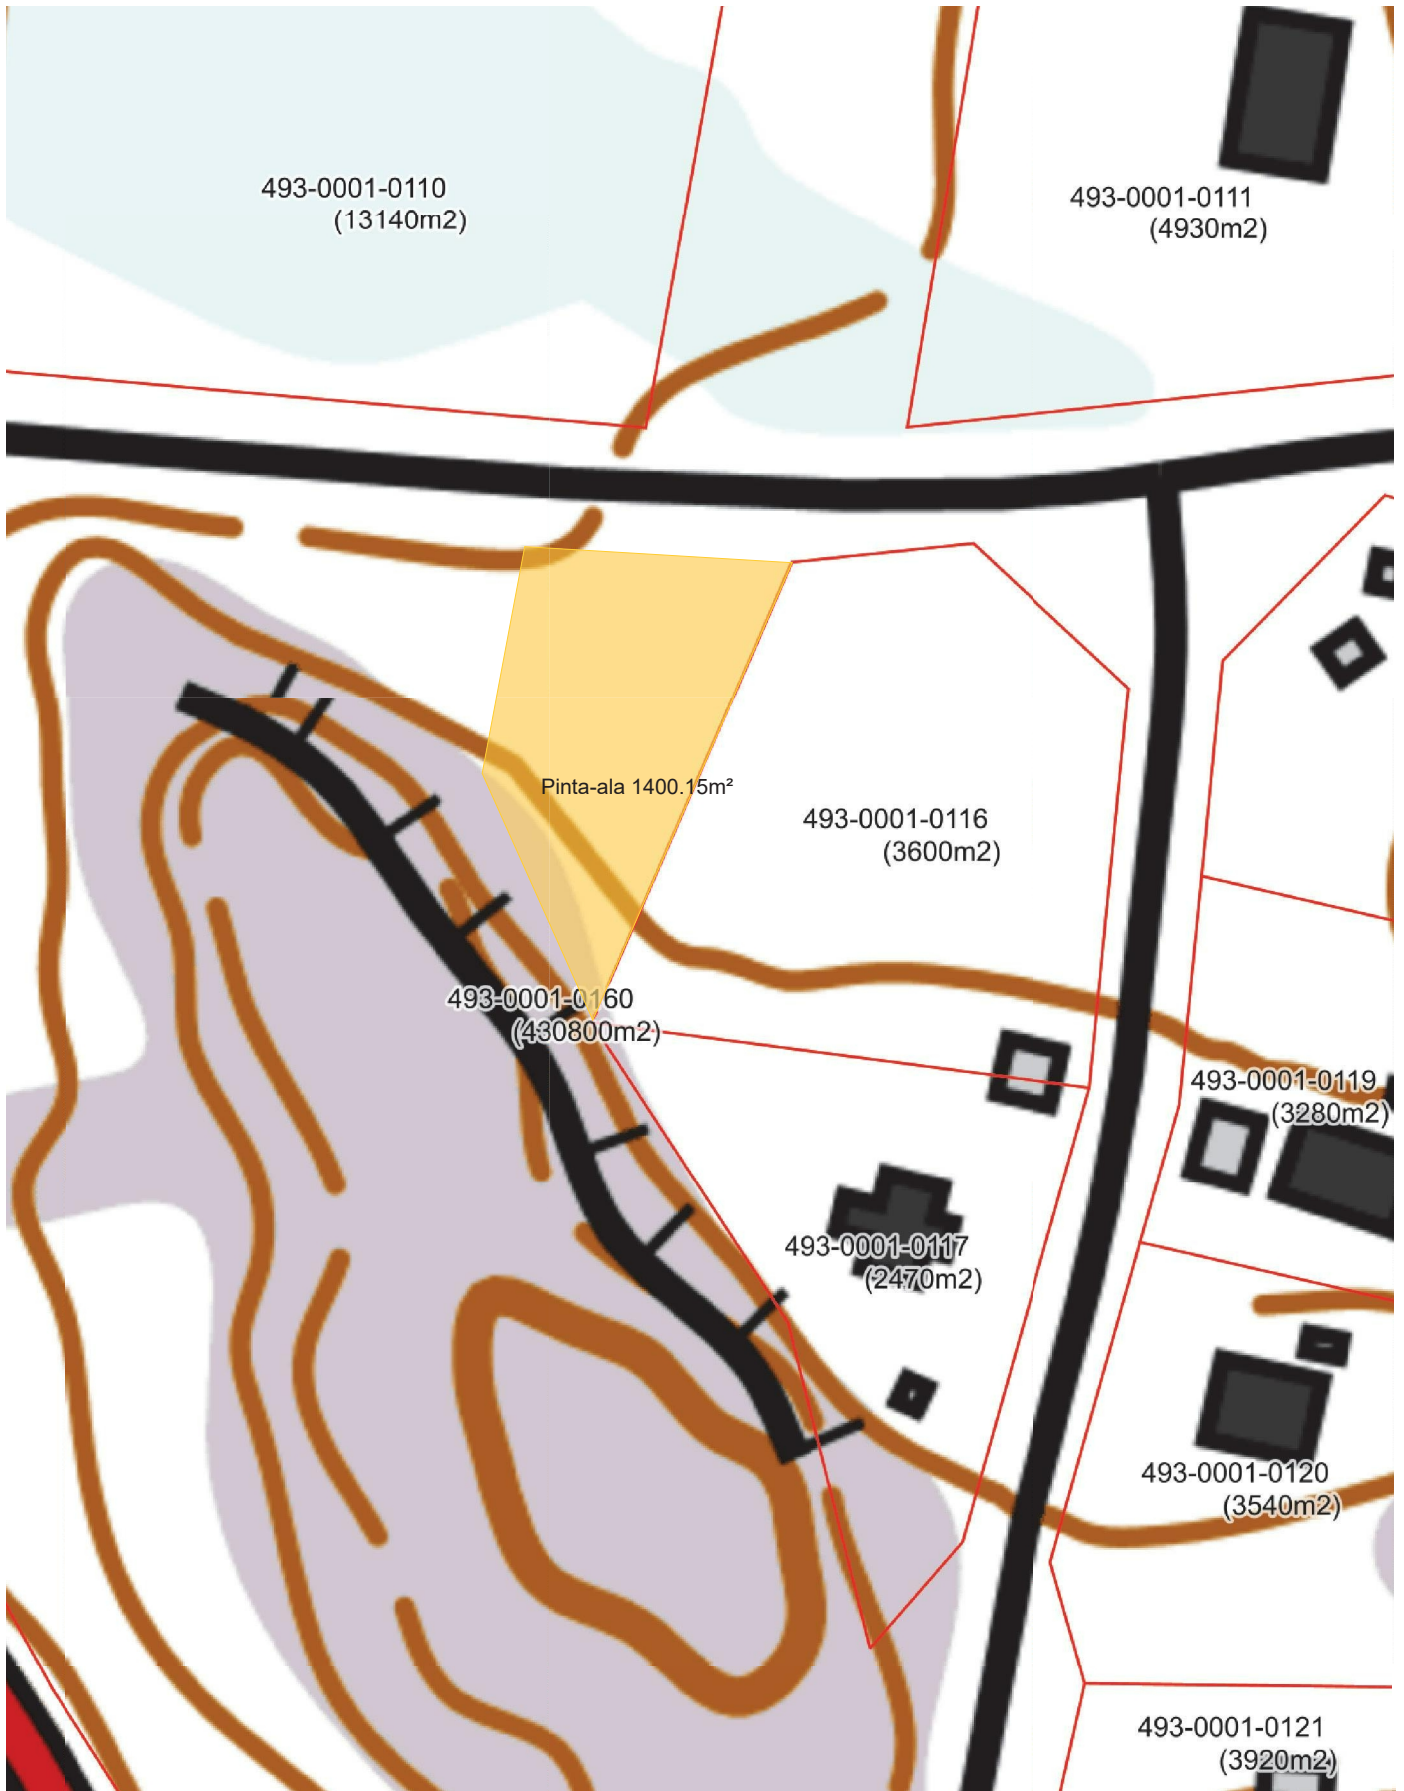 493-0001-0110
(13140m2)
493-0001-0111
(4930m2)
Pinta-ala 1400.15m²
493-0001-0116
(3600m2)
493-0001-0160
(430800m2)
493-0001-0119
(3280m2)
493-0001-0117
(2470m2)
493-0001-0120
(3540m2)
493-0001-0121
(3920m2)